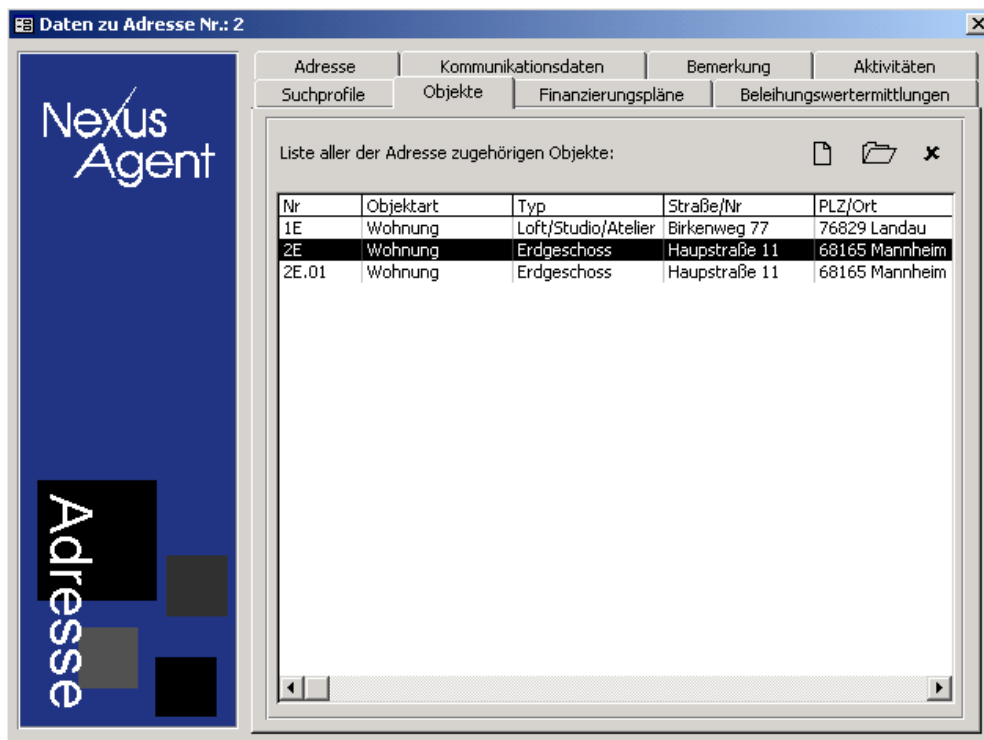 Daten zu Adresse Nr.: 2
Nexus
Agent
Adresse
Adresse Kommunikationsdaten Bemerkung Aktivitäten
Suchprofile Objekte Finanzierungspläne Beleihungswertermittlungen
Liste aller der Adresse zugehörigen Objekte:
Nr Objektart Typ Straße/Nr PLZ/Ort
1E Wohnung Loft/Studio/Atelier Birkenweg 77 76829 Landau
2E Wohnung Erdgeschoss Haupstraße 11 68165 Mannheim
2E.01 Wohnung Erdgeschoss Haupstraße 11 68165 Mannheim